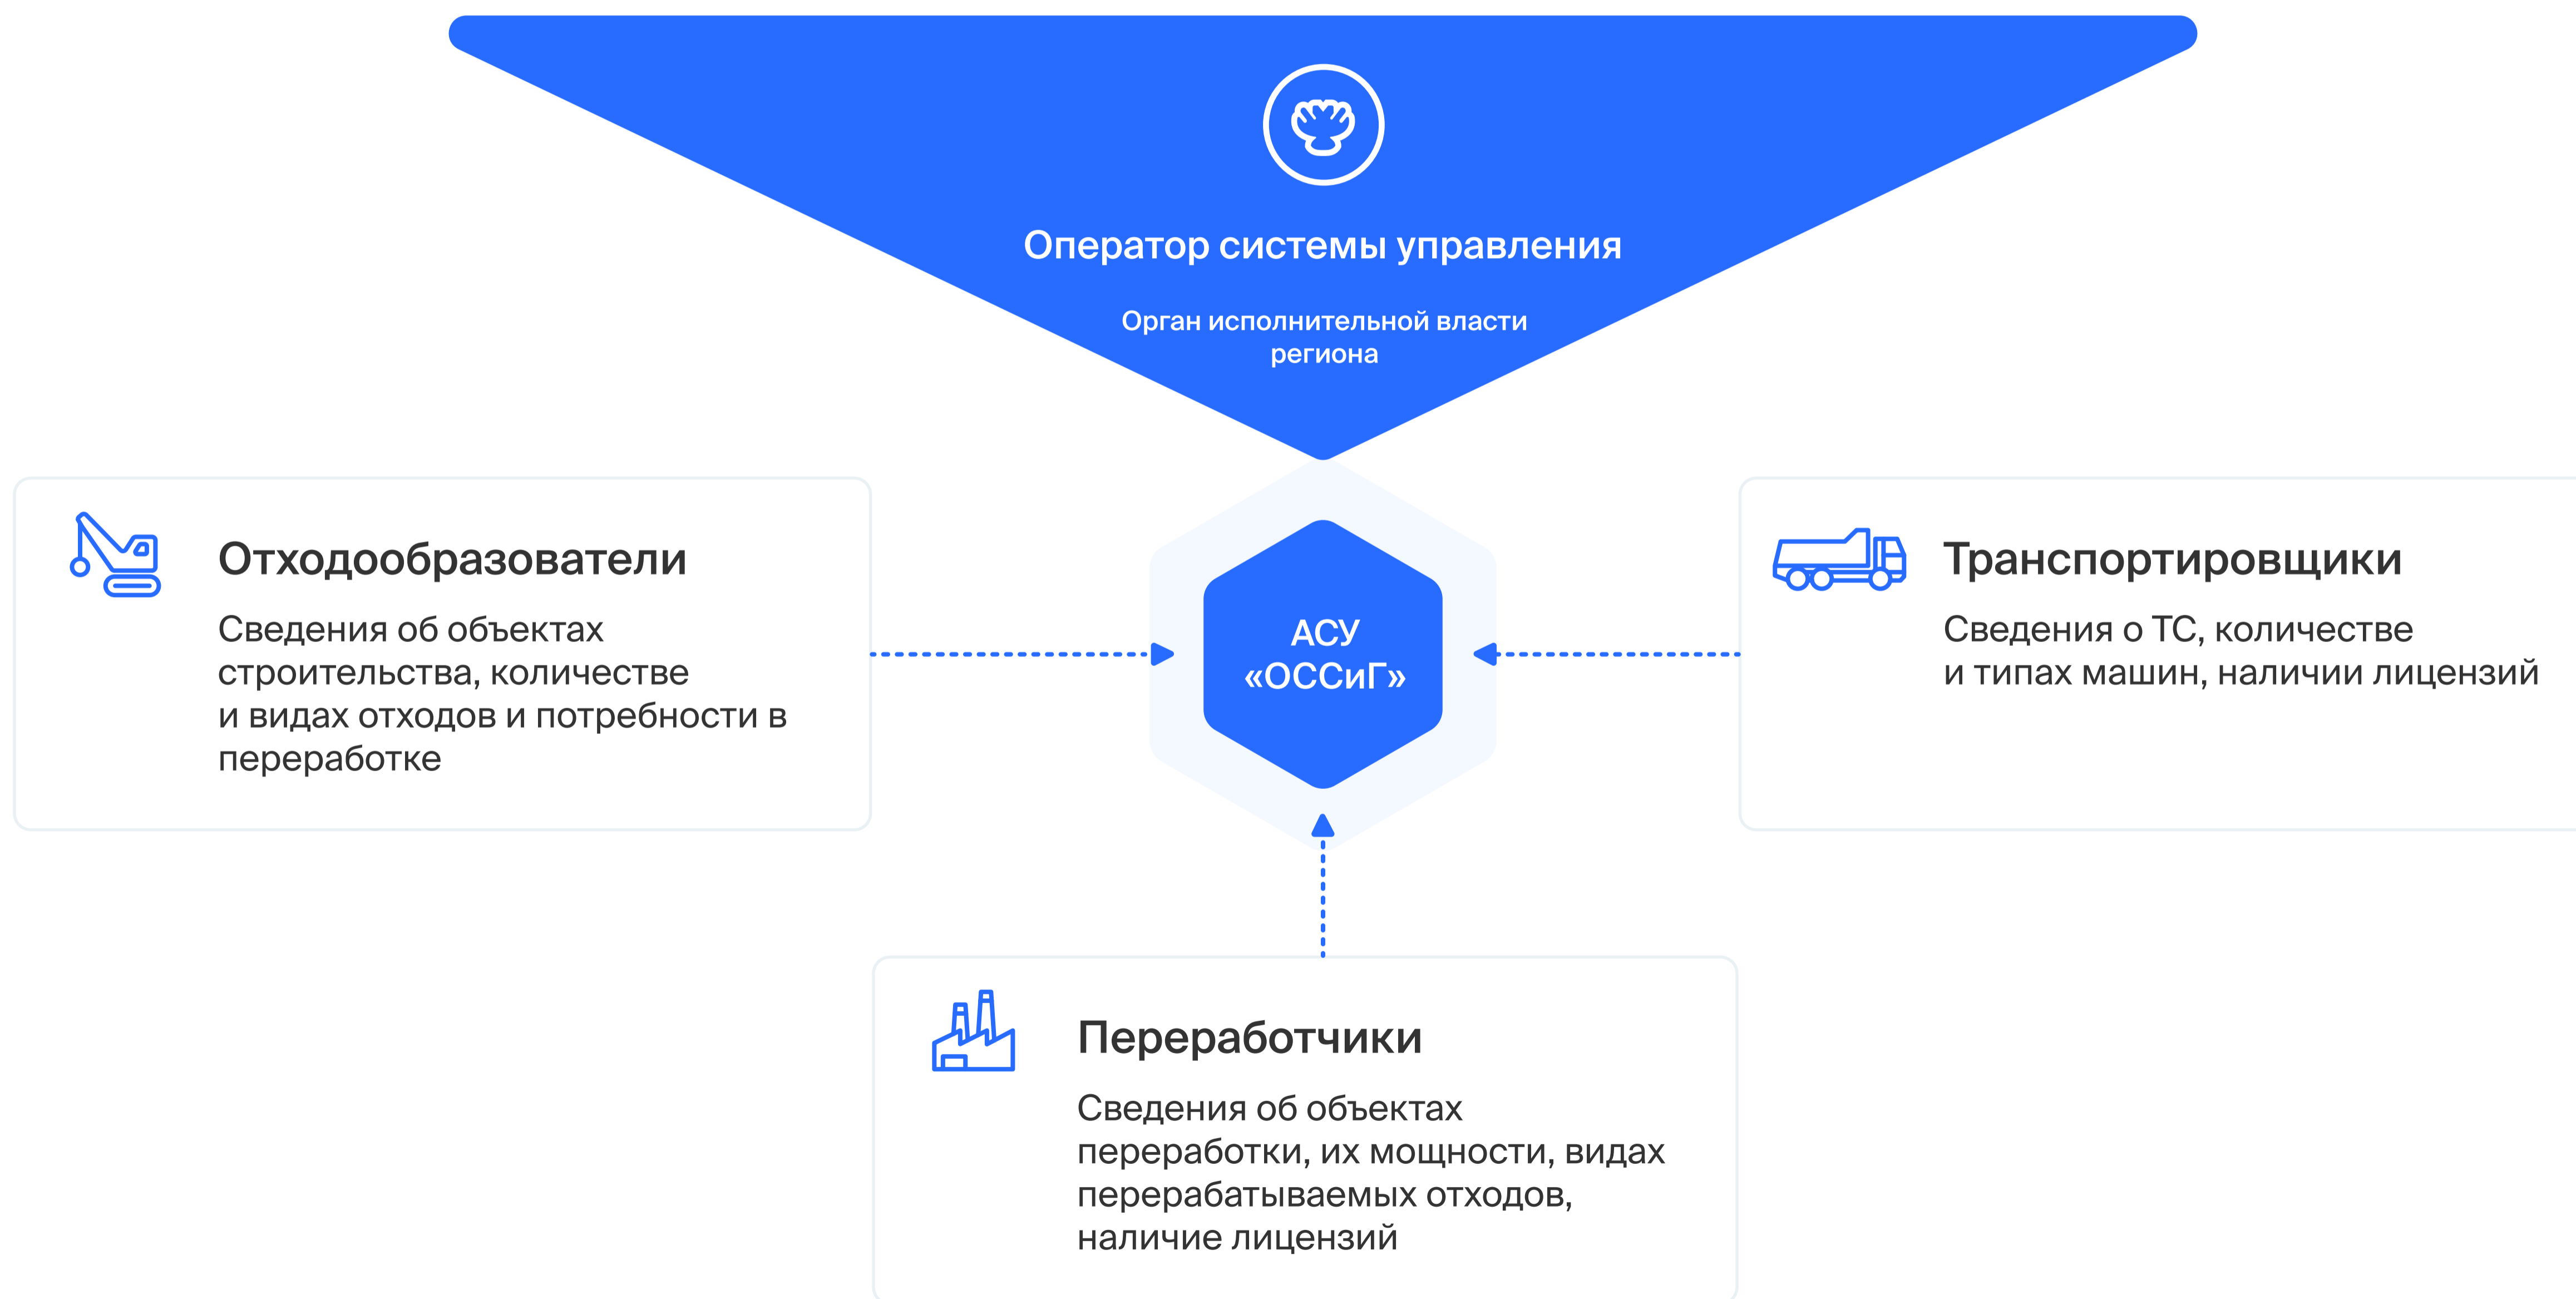 Оператор системы управления
Орган исполнительной власти
региона
Отходообразователи
Сведения об объектах
строительства, количестве
и видах отходов и потребности в
переработке
АСУ
«ОССиГ»
Транспортировщики
Сведения о ТС, количестве
и типах машин, наличии лицензий
Переработчики
Сведения об объектах
переработки, их мощности, видах
перерабатываемых отходов,
наличие лицензий